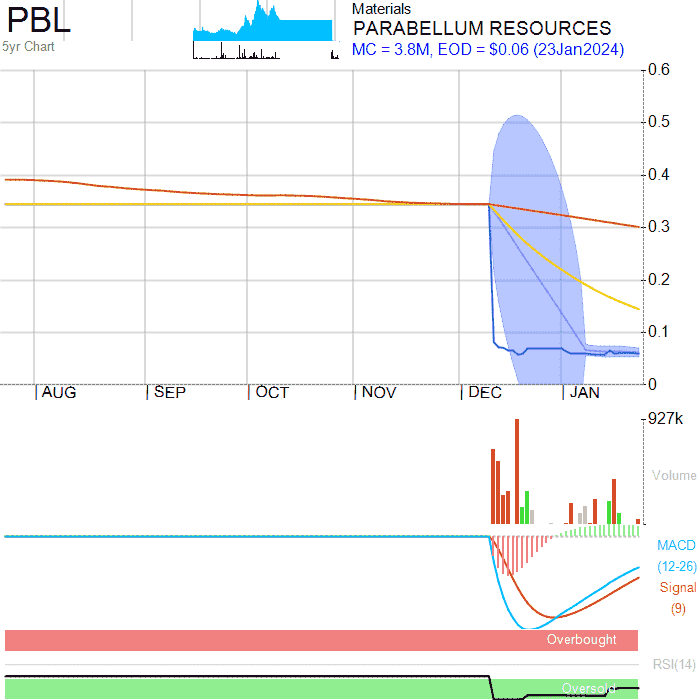 PBL
5yr Chart
Materials
PARABELLUM RESOURCES
MC = 3.8M, EOD = $0.06 (23Jan2024)
0.6
0.5
0.4
0.3
0.2
0.1
0
AUG SEP OCT NOV DEC JAN
927k
Volume
MACD
(12-26)
Signal
(9)
Overbought
RSI(14)
Oversold